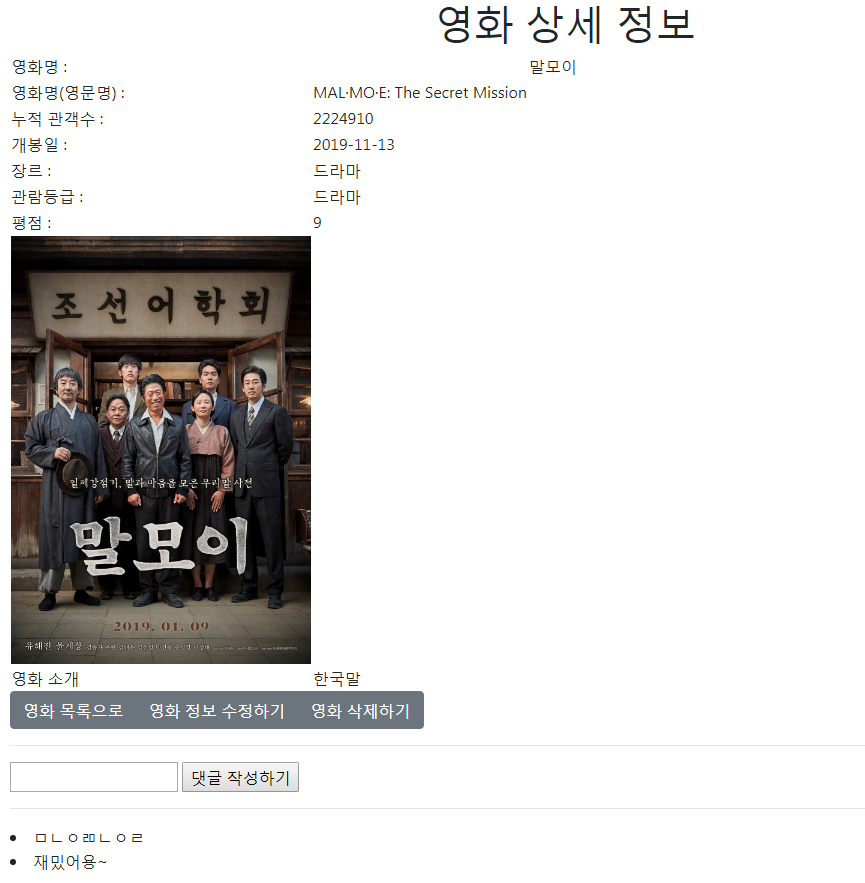 영화 상세 정보
영화명 : 말모이
영화명(영문명) : MAL·MO·E: The Secret Mission
누적 관객수 : 2224910
개봉일 : 2019-11-13
장르 : 드라마
관람등급 : 드라마
평점 : 9
조선어학회
일제강점기, 말과 마음을 모은 우리말 사전
말모이
2019. 01. 09
유해진 윤계상
영화 소개 한국말
영화 목록으로 영화 정보 수정하기 영화 삭제하기
댓글 작성하기
재밌어용~